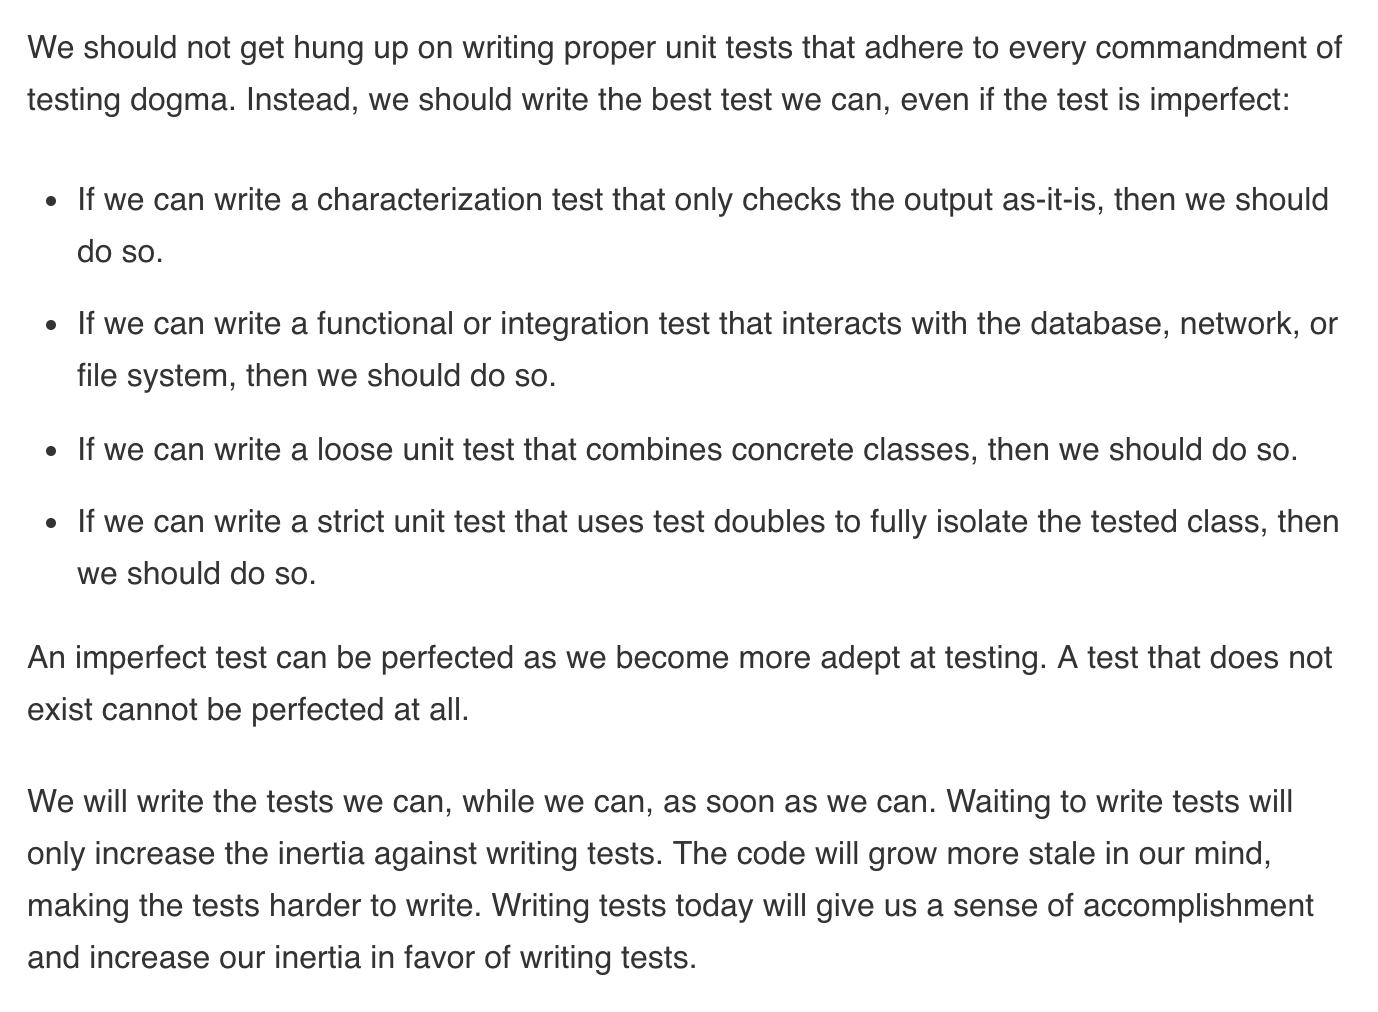 We should not get hung up on writing proper unit tests that adhere to every commandment of
testing dogma. Instead, we should write the best test we can, even if the test is imperfect:
• If we can write a characterization test that only checks the output as-it-is, then we should
do so.
• If we can write a functional or integration test that interacts with the database, network, or
file system, then we should do so.
• If we can write a loose unit test that combines concrete classes, then we should do so.
• If we can write a strict unit test that uses test doubles to fully isolate the tested class, then
we should do so.
An imperfect test can be perfected as we become more adept at testing. A test that does not
exist cannot be perfected at all.
We will write the tests we can, while we can, as soon as we can. Waiting to write tests will
only increase the inertia against writing tests. The code will grow more stale in our mind,
making the tests harder to write. Writing tests today will give us a sense of accomplishment
and increase our inertia in favor of writing tests.